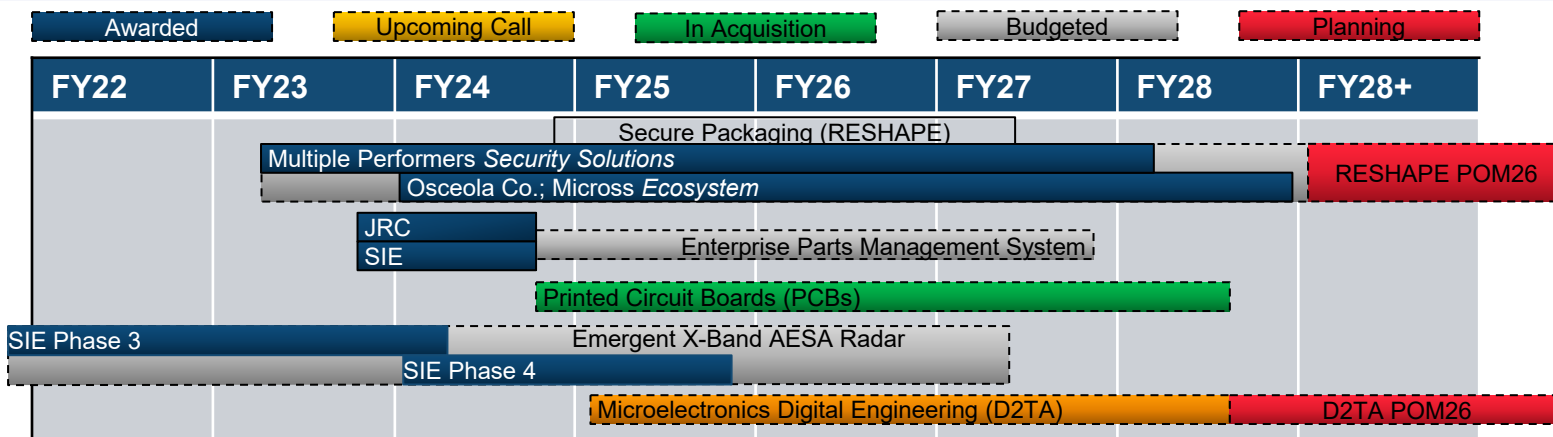 Awarded
Upcoming Call
In Acquisition
Budgeted
Planning
FY22
FY23
FY24
FY25
FY26
FY27
FY28
FY28+
Secure Packaging (RESHAPE)
Multiple Performers Security Solutions
RESHAPE POM26
Osceola Co.; Micross Ecosystem
JRC
Enterprise Parts Management System
SIE
Printed Circuit Boards (PCBs)
SIE Phase 3
Emergent X-Band AESA Radar
SIE Phase 4
Microelectronics Digital Engineering (D2TA)
D2TA POM26